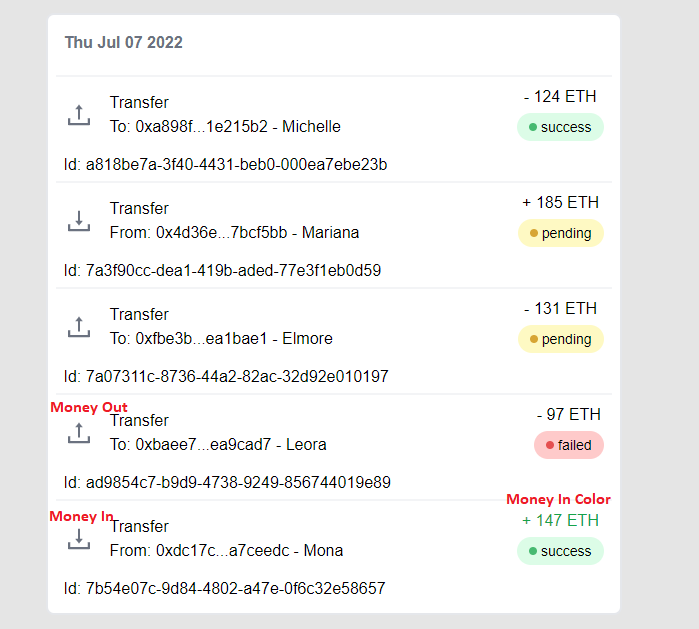 Thu Jul 07 2022
Transfer
- 124 ETH
To: 0xa898f...1e215b2 - Michelle
success
Id: a818be7a-3f40-4431-beb0-000ea7ebe23b
Transfer
+ 185 ETH
From: 0x4d36e...7bcf5bb - Mariana
pending
Id: 7a3f90cc-dea1-419b-aded-77e3f1eb0d59
Transfer
- 131 ETH
To: 0xfbe3b...ea1bae1 - Elmore
pending
Id: 7a07311c-8736-44a2-82ac-32d92e010197
Money Out
Transfer
- 97 ETH
To: 0xbaee7...ea9cad7 - Leora
failed
Id: ad9854c7-b9d9-4738-9249-856744019e89
Money In Color
Money In
Transfer
+ 147 ETH
From: 0xdc17c...a7ceedc - Mona
success
Id: 7b54e07c-9d84-4802-a47e-0f6c32e58657